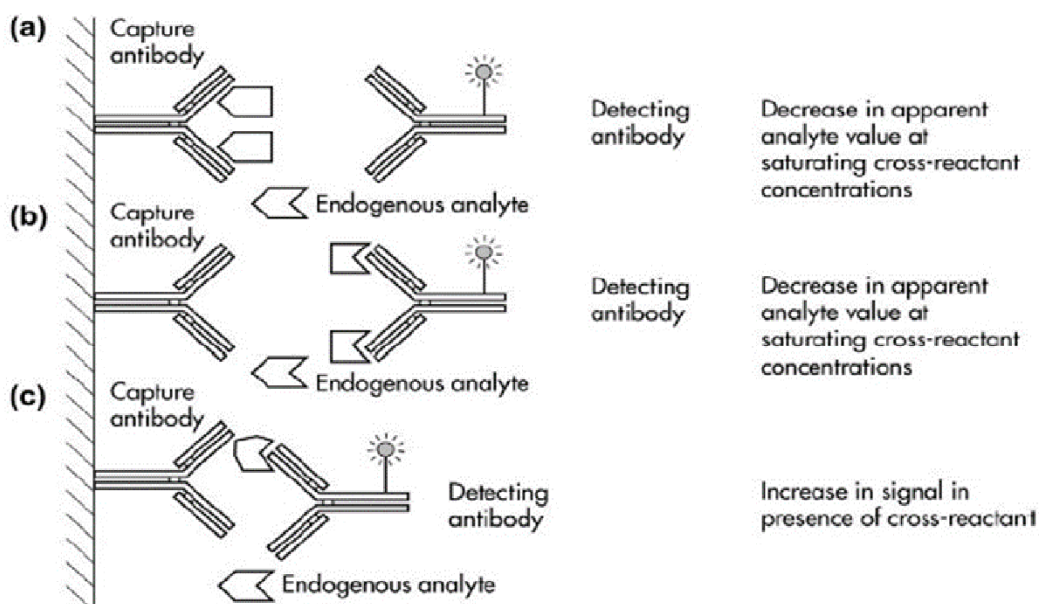 (a)
Capture
antibody
Detecting
antibody
Decrease in apparent
analyte value at
saturating cross-reactant
concentrations
Endogenous analyte
(b)
Capture
antibody
Detecting
antibody
Decrease in apparent
analyte value at
saturating cross-reactant
concentrations
Endogenous analyte
(c)
Capture
antibody
Detecting
antibody
Increase in signal in
presence of cross-reactant
Endogenous analyte